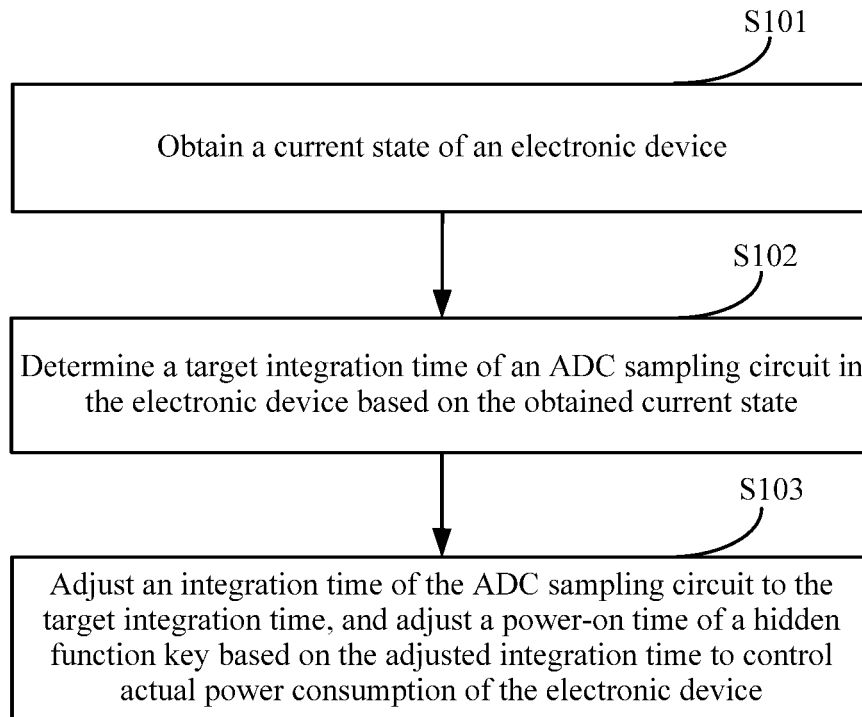 S101
Obtain a current state of an electronic device
S102
Determine a target integration time of an ADC sampling circuit in
the electronic device based on the obtained current state
S103
Adjust an integration time of the ADC sampling circuit to the
target integration time, and adjust a power-on time of a hidden
function key based on the adjusted integration time to control
actual power consumption of the electronic device